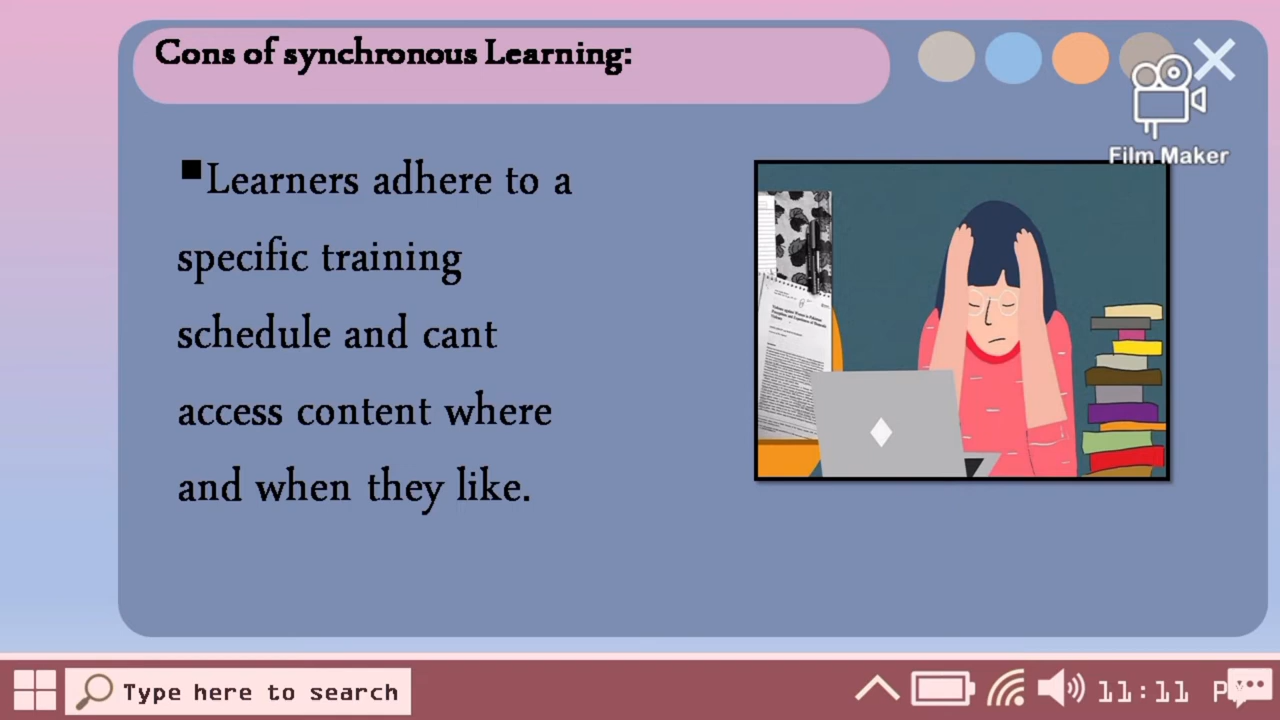 Cons of synchronous Learning:
Film Maker
▪Learners adhere to a
specific training
schedule and cant
access content where
and when they like.
Type here to search
11:11 P